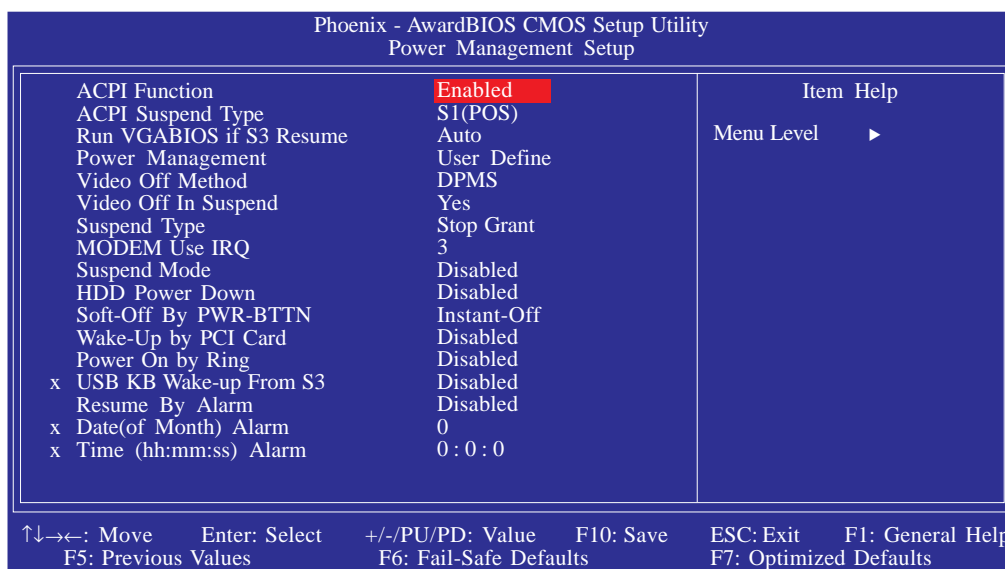 Phoenix - AwardBIOS CMOS Setup Utility
Power Management Setup
ACPI Function Enabled
ACPI Suspend Type S1(POS)
Run VGABIOS if S3 Resume Auto
Power Management User Define
Video Off Method DPMS
Video Off In Suspend Yes
Suspend Type Stop Grant
MODEM Use IRQ 3
Suspend Mode Disabled
HDD Power Down Disabled
Soft-Off By PWR-BTTN Instant-Off
Wake-Up by PCI Card Disabled
Power On by Ring Disabled
x USB KB Wake-up From S3 Disabled
Resume By Alarm Disabled
x Date(of Month) Alarm 0
x Time (hh:mm:ss) Alarm 0 : 0 : 0
Item Help
Menu Level ▶
↑↓→←: Move Enter: Select +/-/PU/PD: Value F10: Save ESC: Exit F1: General Help
F5: Previous Values F6: Fail-Safe Defaults F7: Optimized Defaults